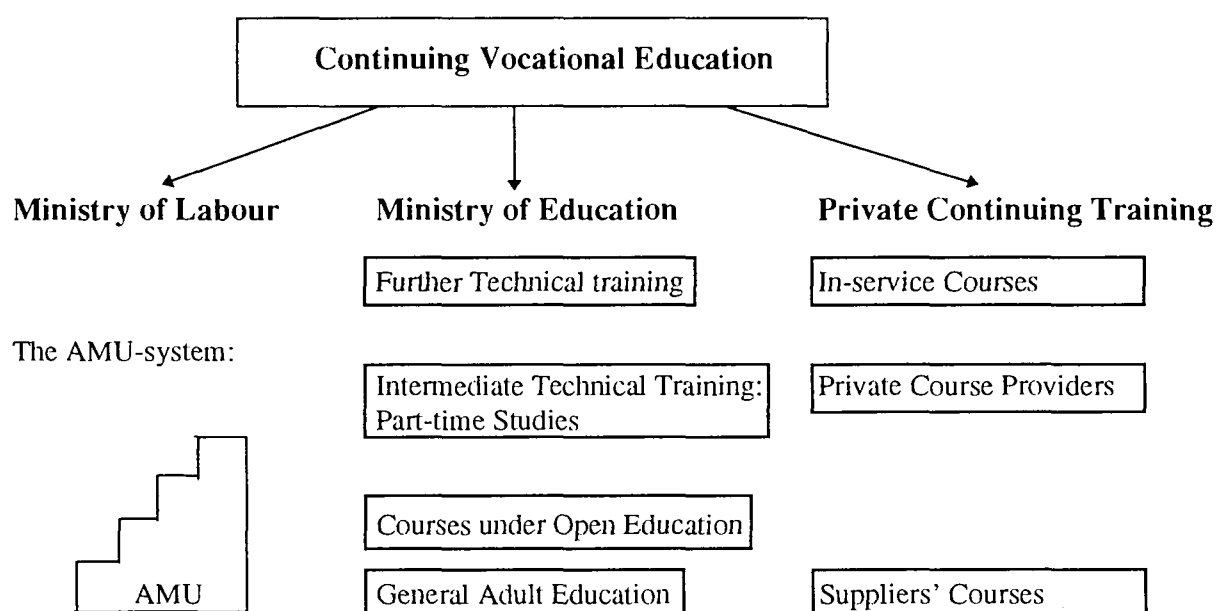 Continuing Vocational Education
Ministry of Labour
Ministry of Education
Private Continuing Training
Further Technical training
In-service Courses
The AMU-system:
Intermediate Technical Training:
Part-time Studies
Private Course Providers
Courses under Open Education
AMU
General Adult Education
Suppliers' Courses